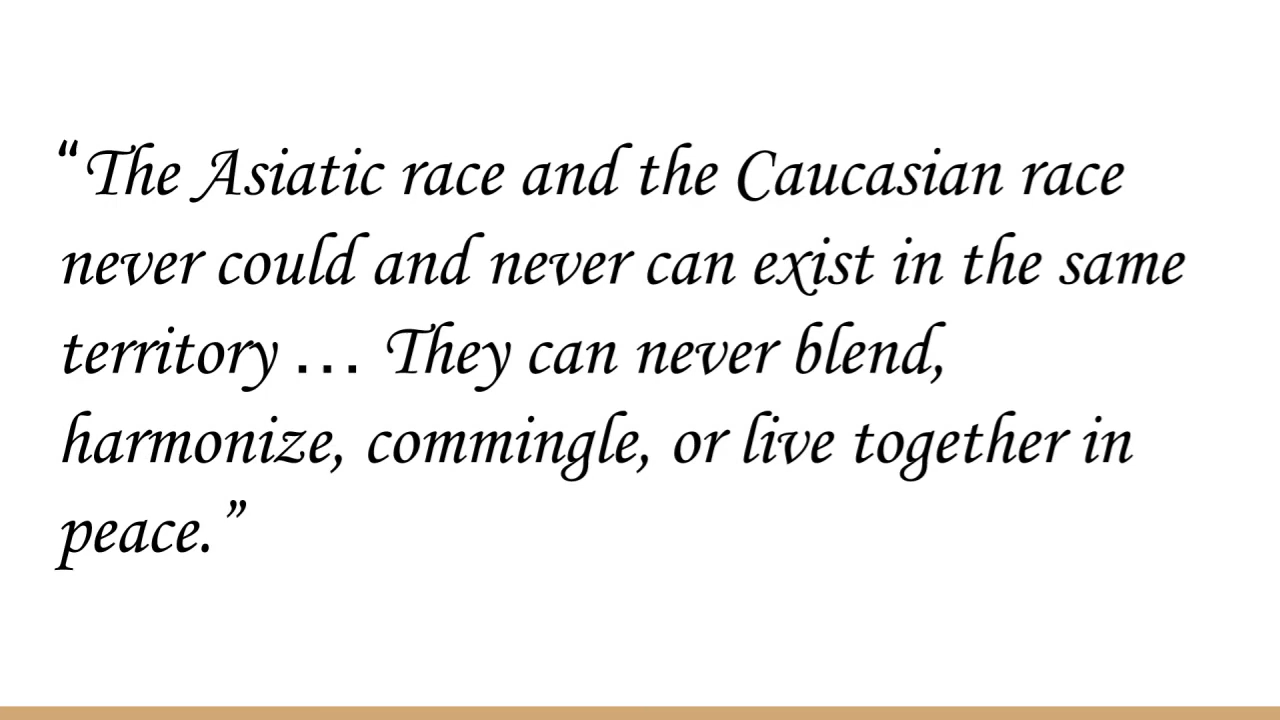 “The Asiatic race and the Caucasian race
never could and never can exist in the same
territory … They can never blend,
harmonize, commingle, or live together in
peace.”